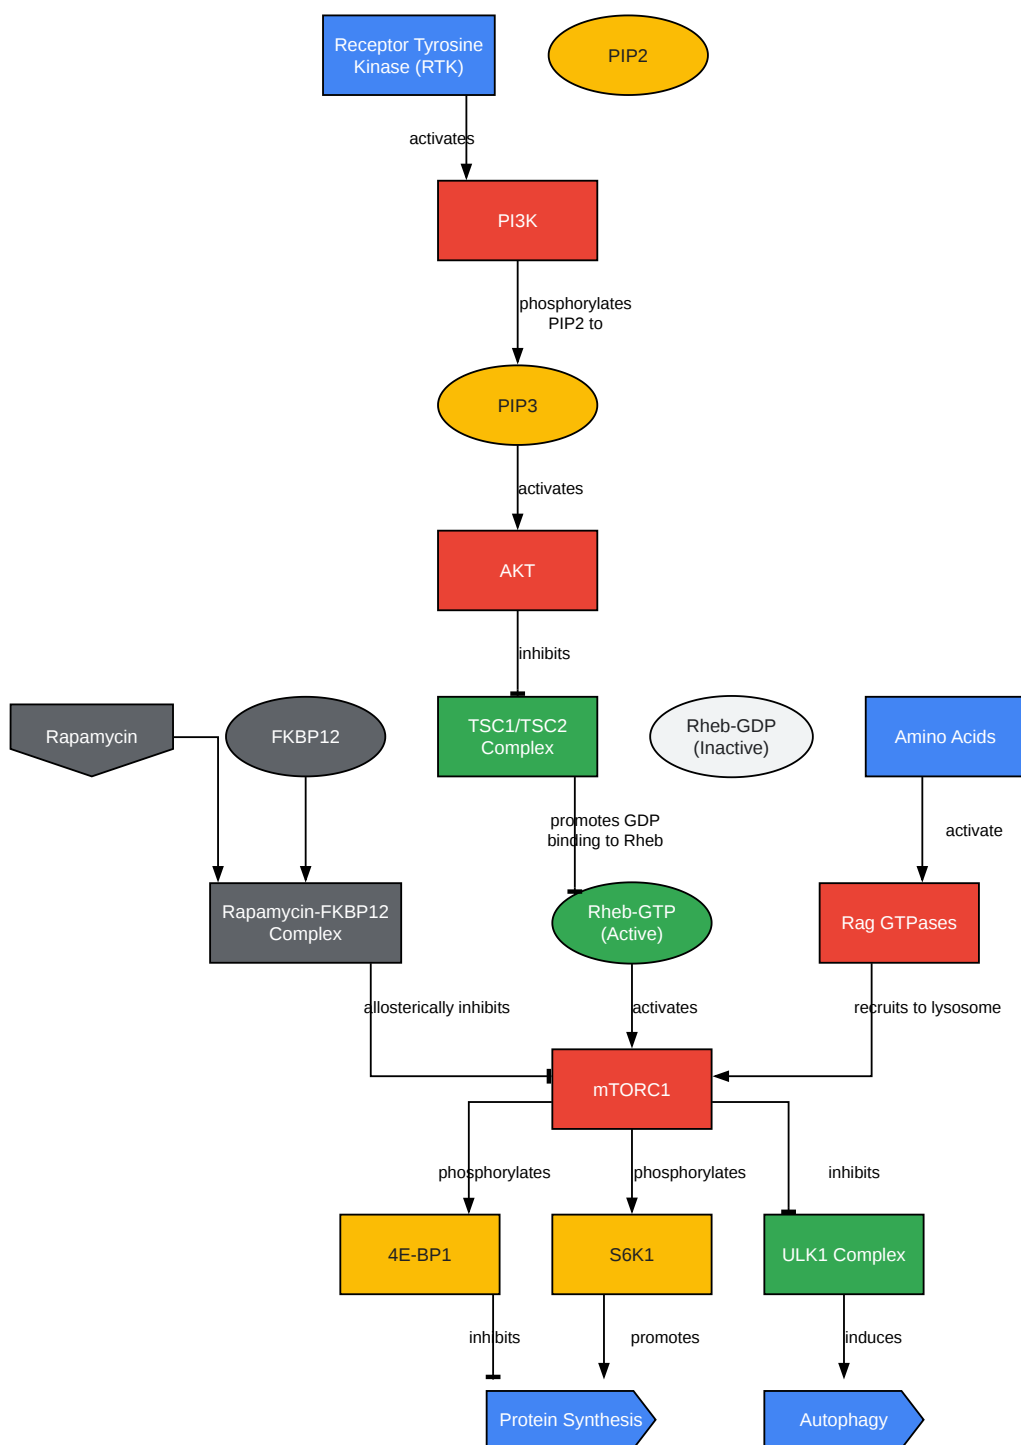 Receptor Tyrosine
Kinase (RTK)
PIP2
activates
PI3K
phosphorylates
PIP2 to
PIP3
activates
AKT
inhibits
Rapamycin
FKBP12
TSC1/TSC2
Complex
Rheb-GDP
(Inactive)
Amino Acids
promotes GDP
binding to Rheb
activate
Rapamycin-FKBP12
Complex
Rheb-GTP
(Active)
Rag GTPases
allosterically inhibits
activates
recruits to lysosome
mTORC1
phosphorylates
phosphorylates
inhibits
4E-BP1
S6K1
ULK1 Complex
inhibits
promotes
induces
Protein Synthesis
Autophagy